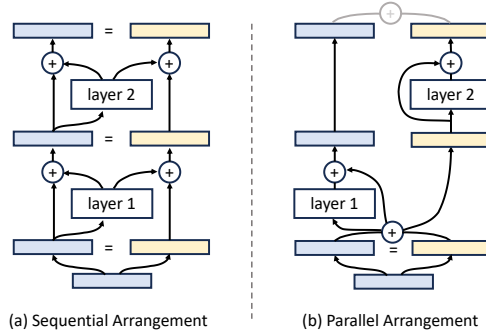 +
=
+
+
+
layer 2
layer 2
=
+
+
+
layer 1
layer 1
+
=
=
(a) Sequential Arrangement
(b) Parallel Arrangement